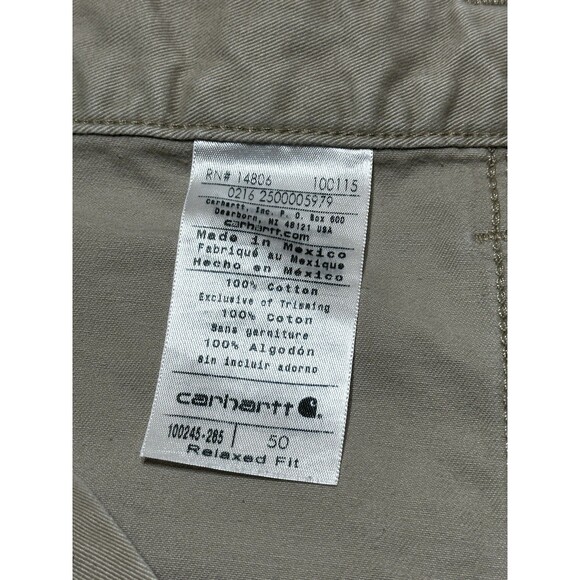 RN# 14806 100115
0216 2500005979
carhartt, Inc. P. O. Box 600
Dearborn, MI 48121 USA
carhartt.com
Made in Mexico
Fabriqué au Mexique
Hecho en México
100% Cotton
Exclusive of Trimming
100% Coton
Sans garniture
100% Algodón
Sin incluir adorno
carhartt
100245-285 50
Relaxed Fit